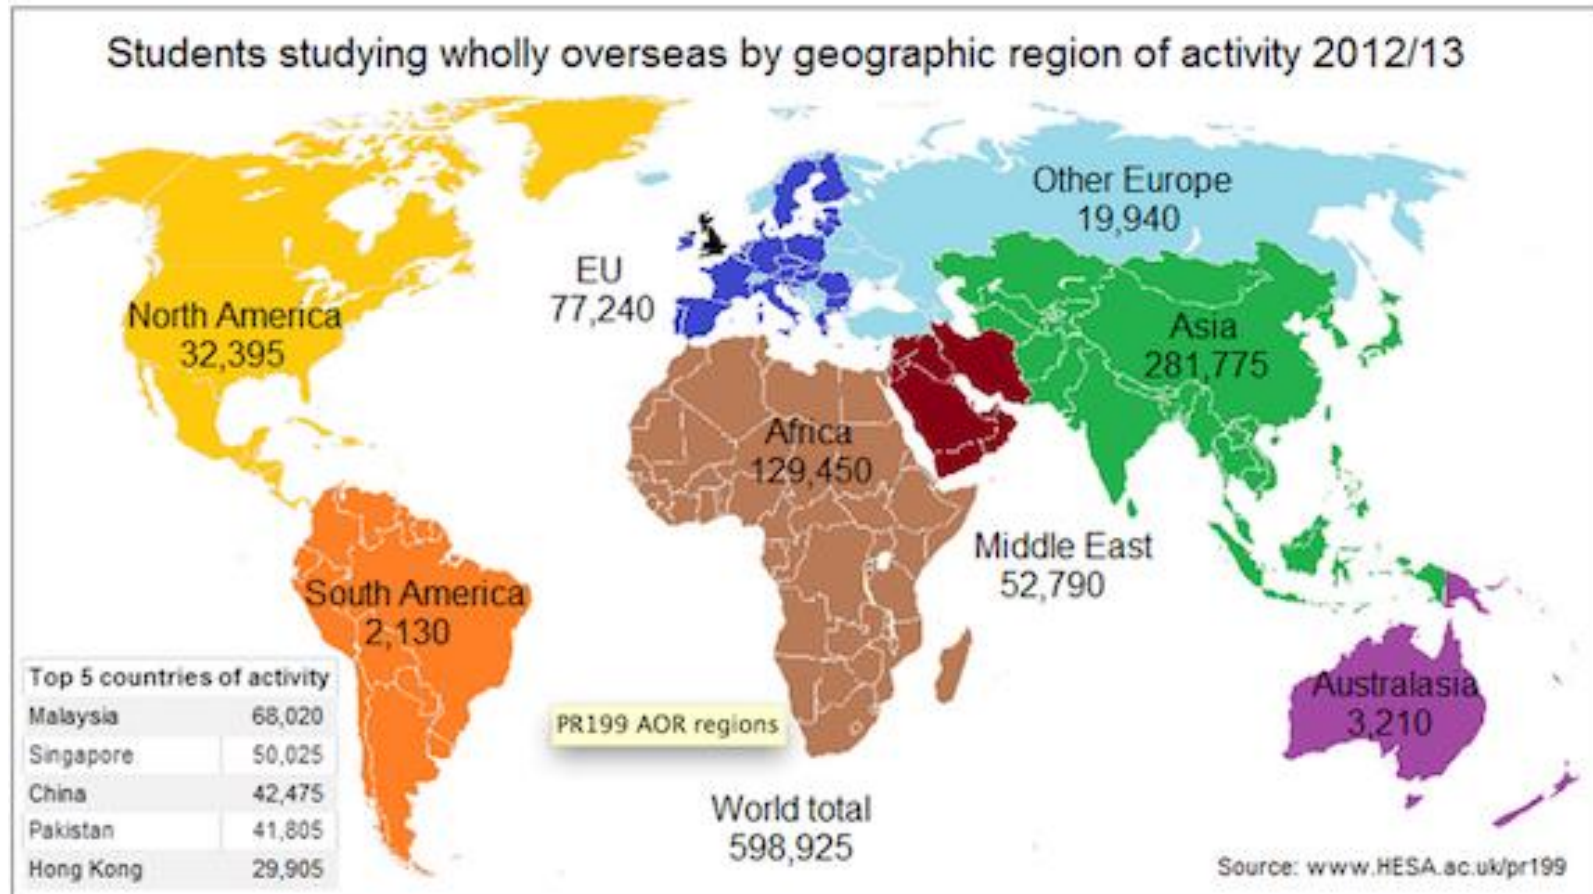 Students studying wholly overseas by geographic region of activity 2012/13
Other Europe
19,940
EU
77,240
North America
32,395
Asia
281,775
Africa
129,450
Middle East
52,790
South America
2,130
Australasia
3,210
Top 5 countries of activity
Malaysia 68,020
Singapore 50,025
China 42,475
Pakistan 41,805
Hong Kong 29,905
PR199 AOR regions
World total
598,925
Source: www.HESA.ac.uk/pr199